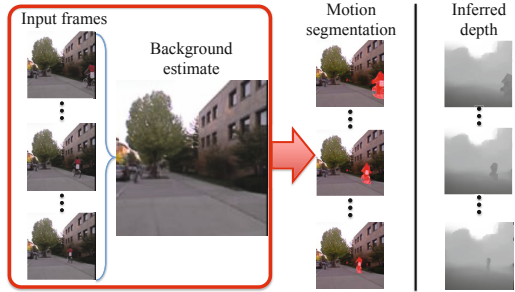 Input frames
Background
estimate
Motion
segmentation
Inferred
depth